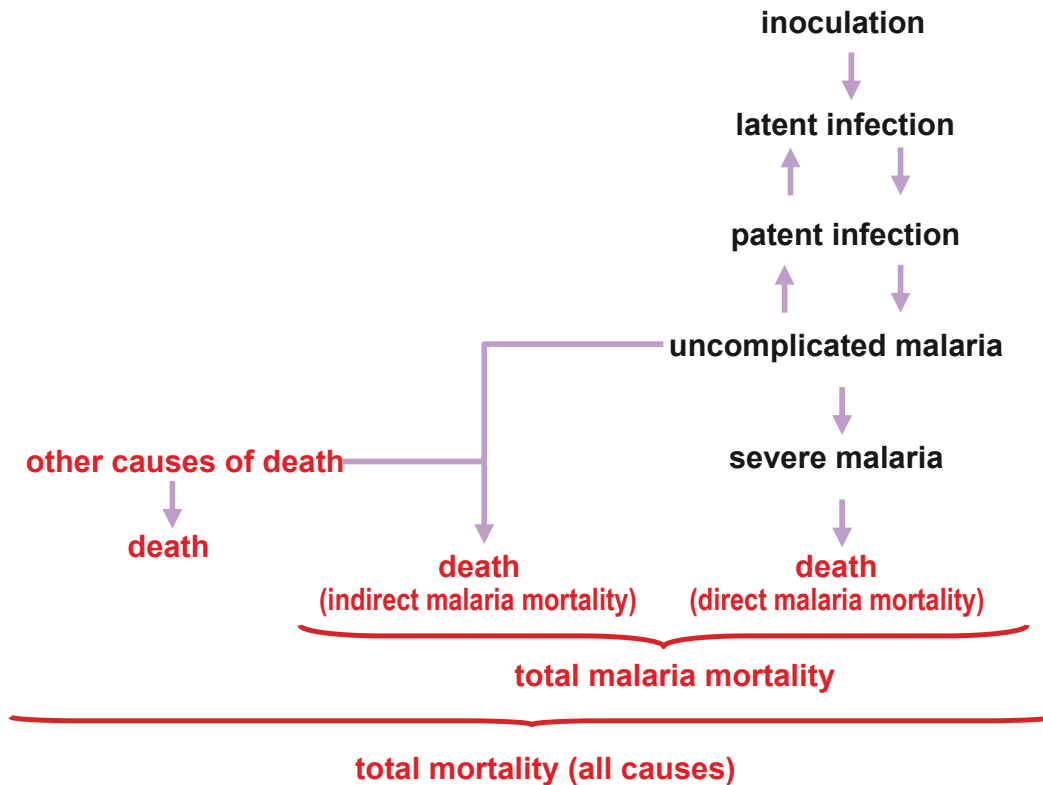 inoculation
latent infection
patent infection
uncomplicated malaria
other causes of death
severe malaria
death
death
(indirect malaria mortality)
death
(direct malaria mortality)
total malaria mortality
total mortality (all causes)